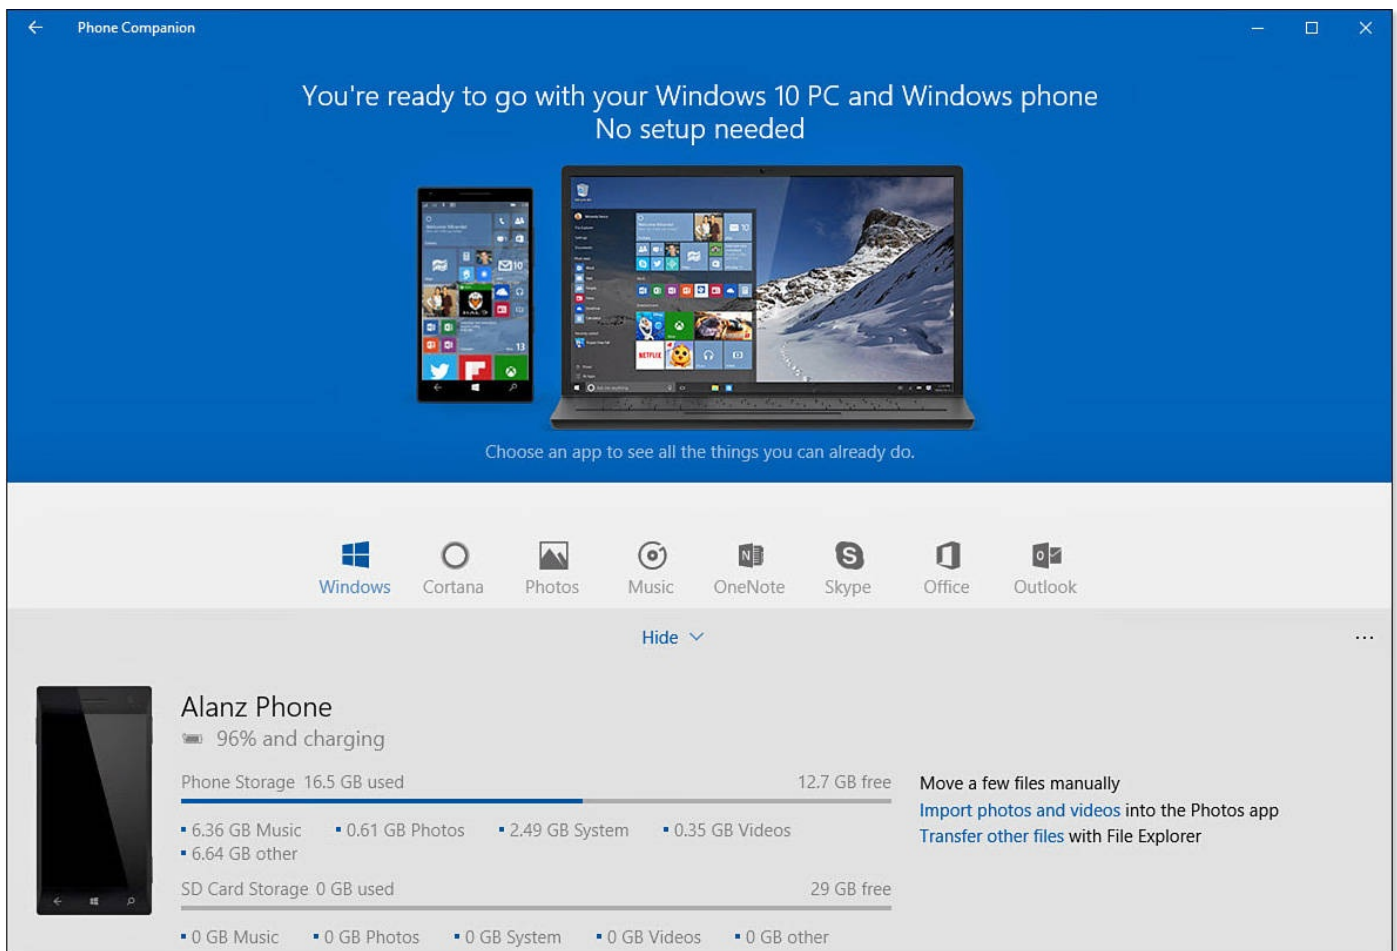 Phone Companion
You're ready to go with your Windows 10 PC and Windows phone
No setup needed
NETFLIX
Choose an app to see all the things you can already do.
Windows Cortana Photos Music OneNote Skype Office Outlook
Hide
Alanz Phone
96% and charging
Phone Storage 16.5 GB used 12.7 GB free
Move a few files manually
Import photos and videos into the Photos app
Transfer other files with File Explorer
6.36 GB Music 0.61 GB Photos 2.49 GB System 0.35 GB Videos
6.64 GB other
SD Card Storage 0 GB used 29 GB free
0 GB Music 0 GB Photos 0 GB System 0 GB Videos 0 GB other